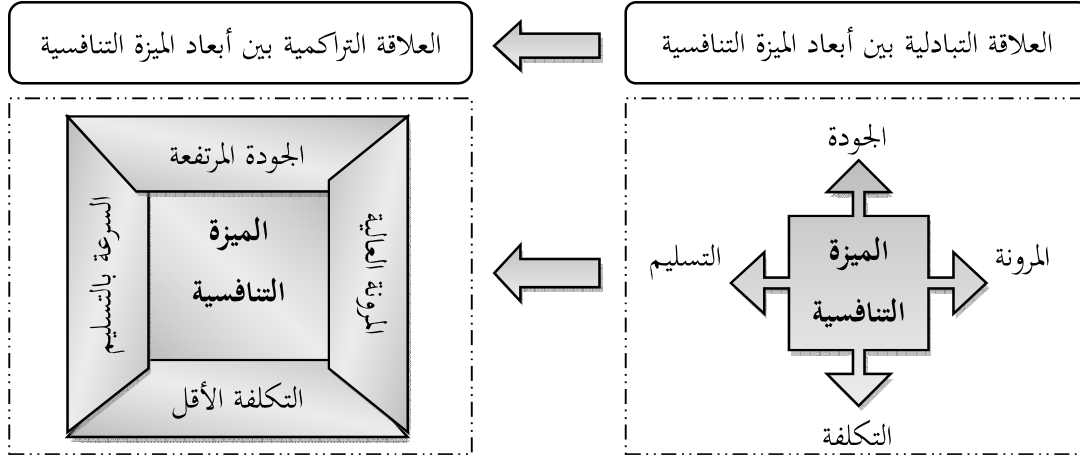 العلاقة التبادلية بين أبعاد الميزة التنافسية
العلاقة التراكمية بين أبعاد الميزة التنافسية
الجودة
المرونة
الميزة
التنافسية
التسليم
التكلفة
الجودة المرتفعة
المرونة العالية
الميزة
التنافسية
السرعة بالتسليم
التكلفة الأقل